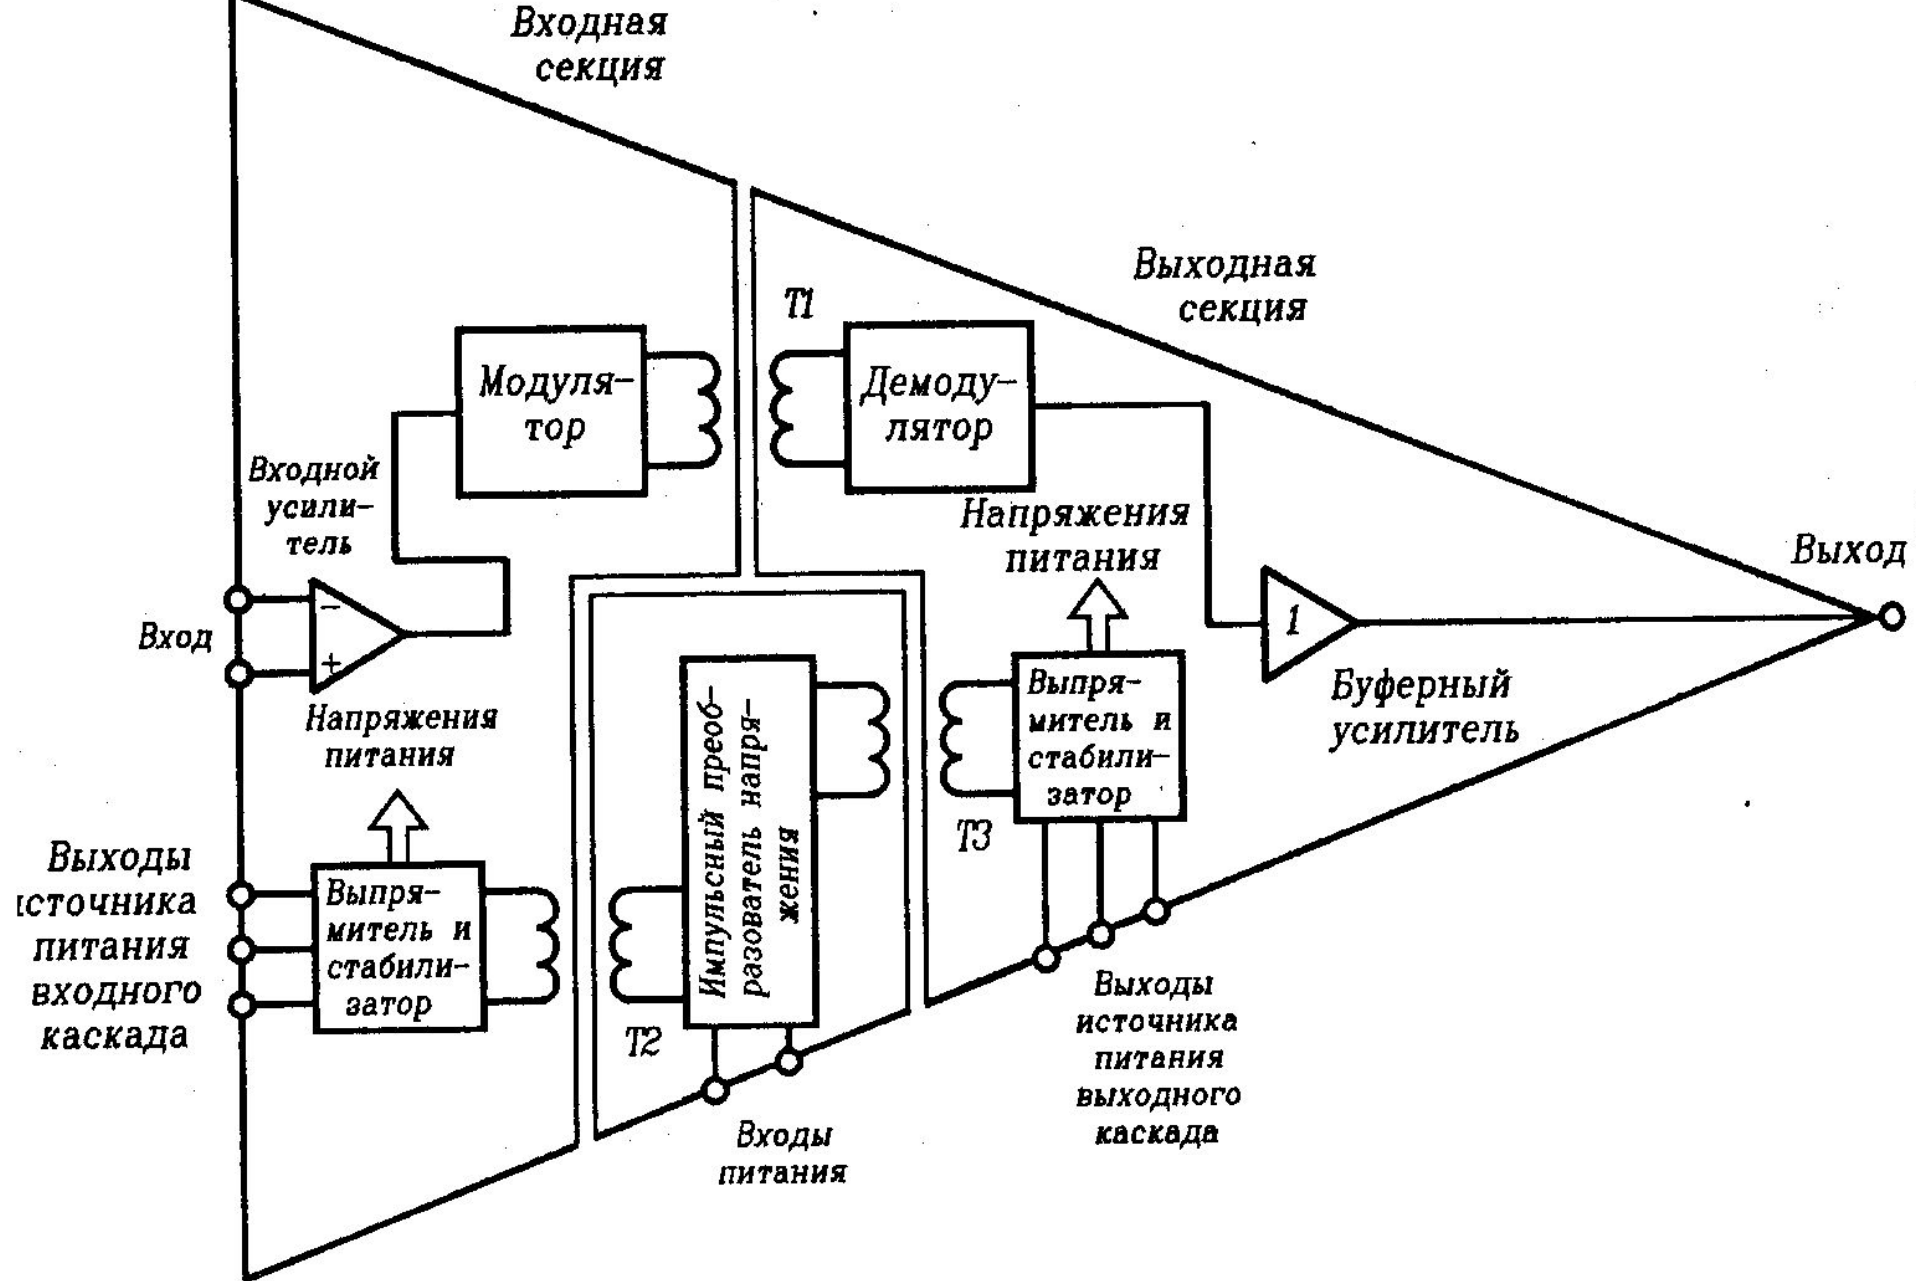 Входная
секция
Выходная
секция
T1
Модуля-
тор
Демоду-
лятор
Входной
усили-
тель
Напряжения
питания
Выход
Вход
-
+
1
Буферный
усилитель
Напряжения
питания
Импульсный преоб-
разователь напря-
жения
Выпря-
митель и
стабили-
затор
T3
Выходы
источника
питания
входного
каскада
Выпря-
митель и
стабили-
затор
T2
Входы
питания
Выходы
источника
питания
выходного
каскада